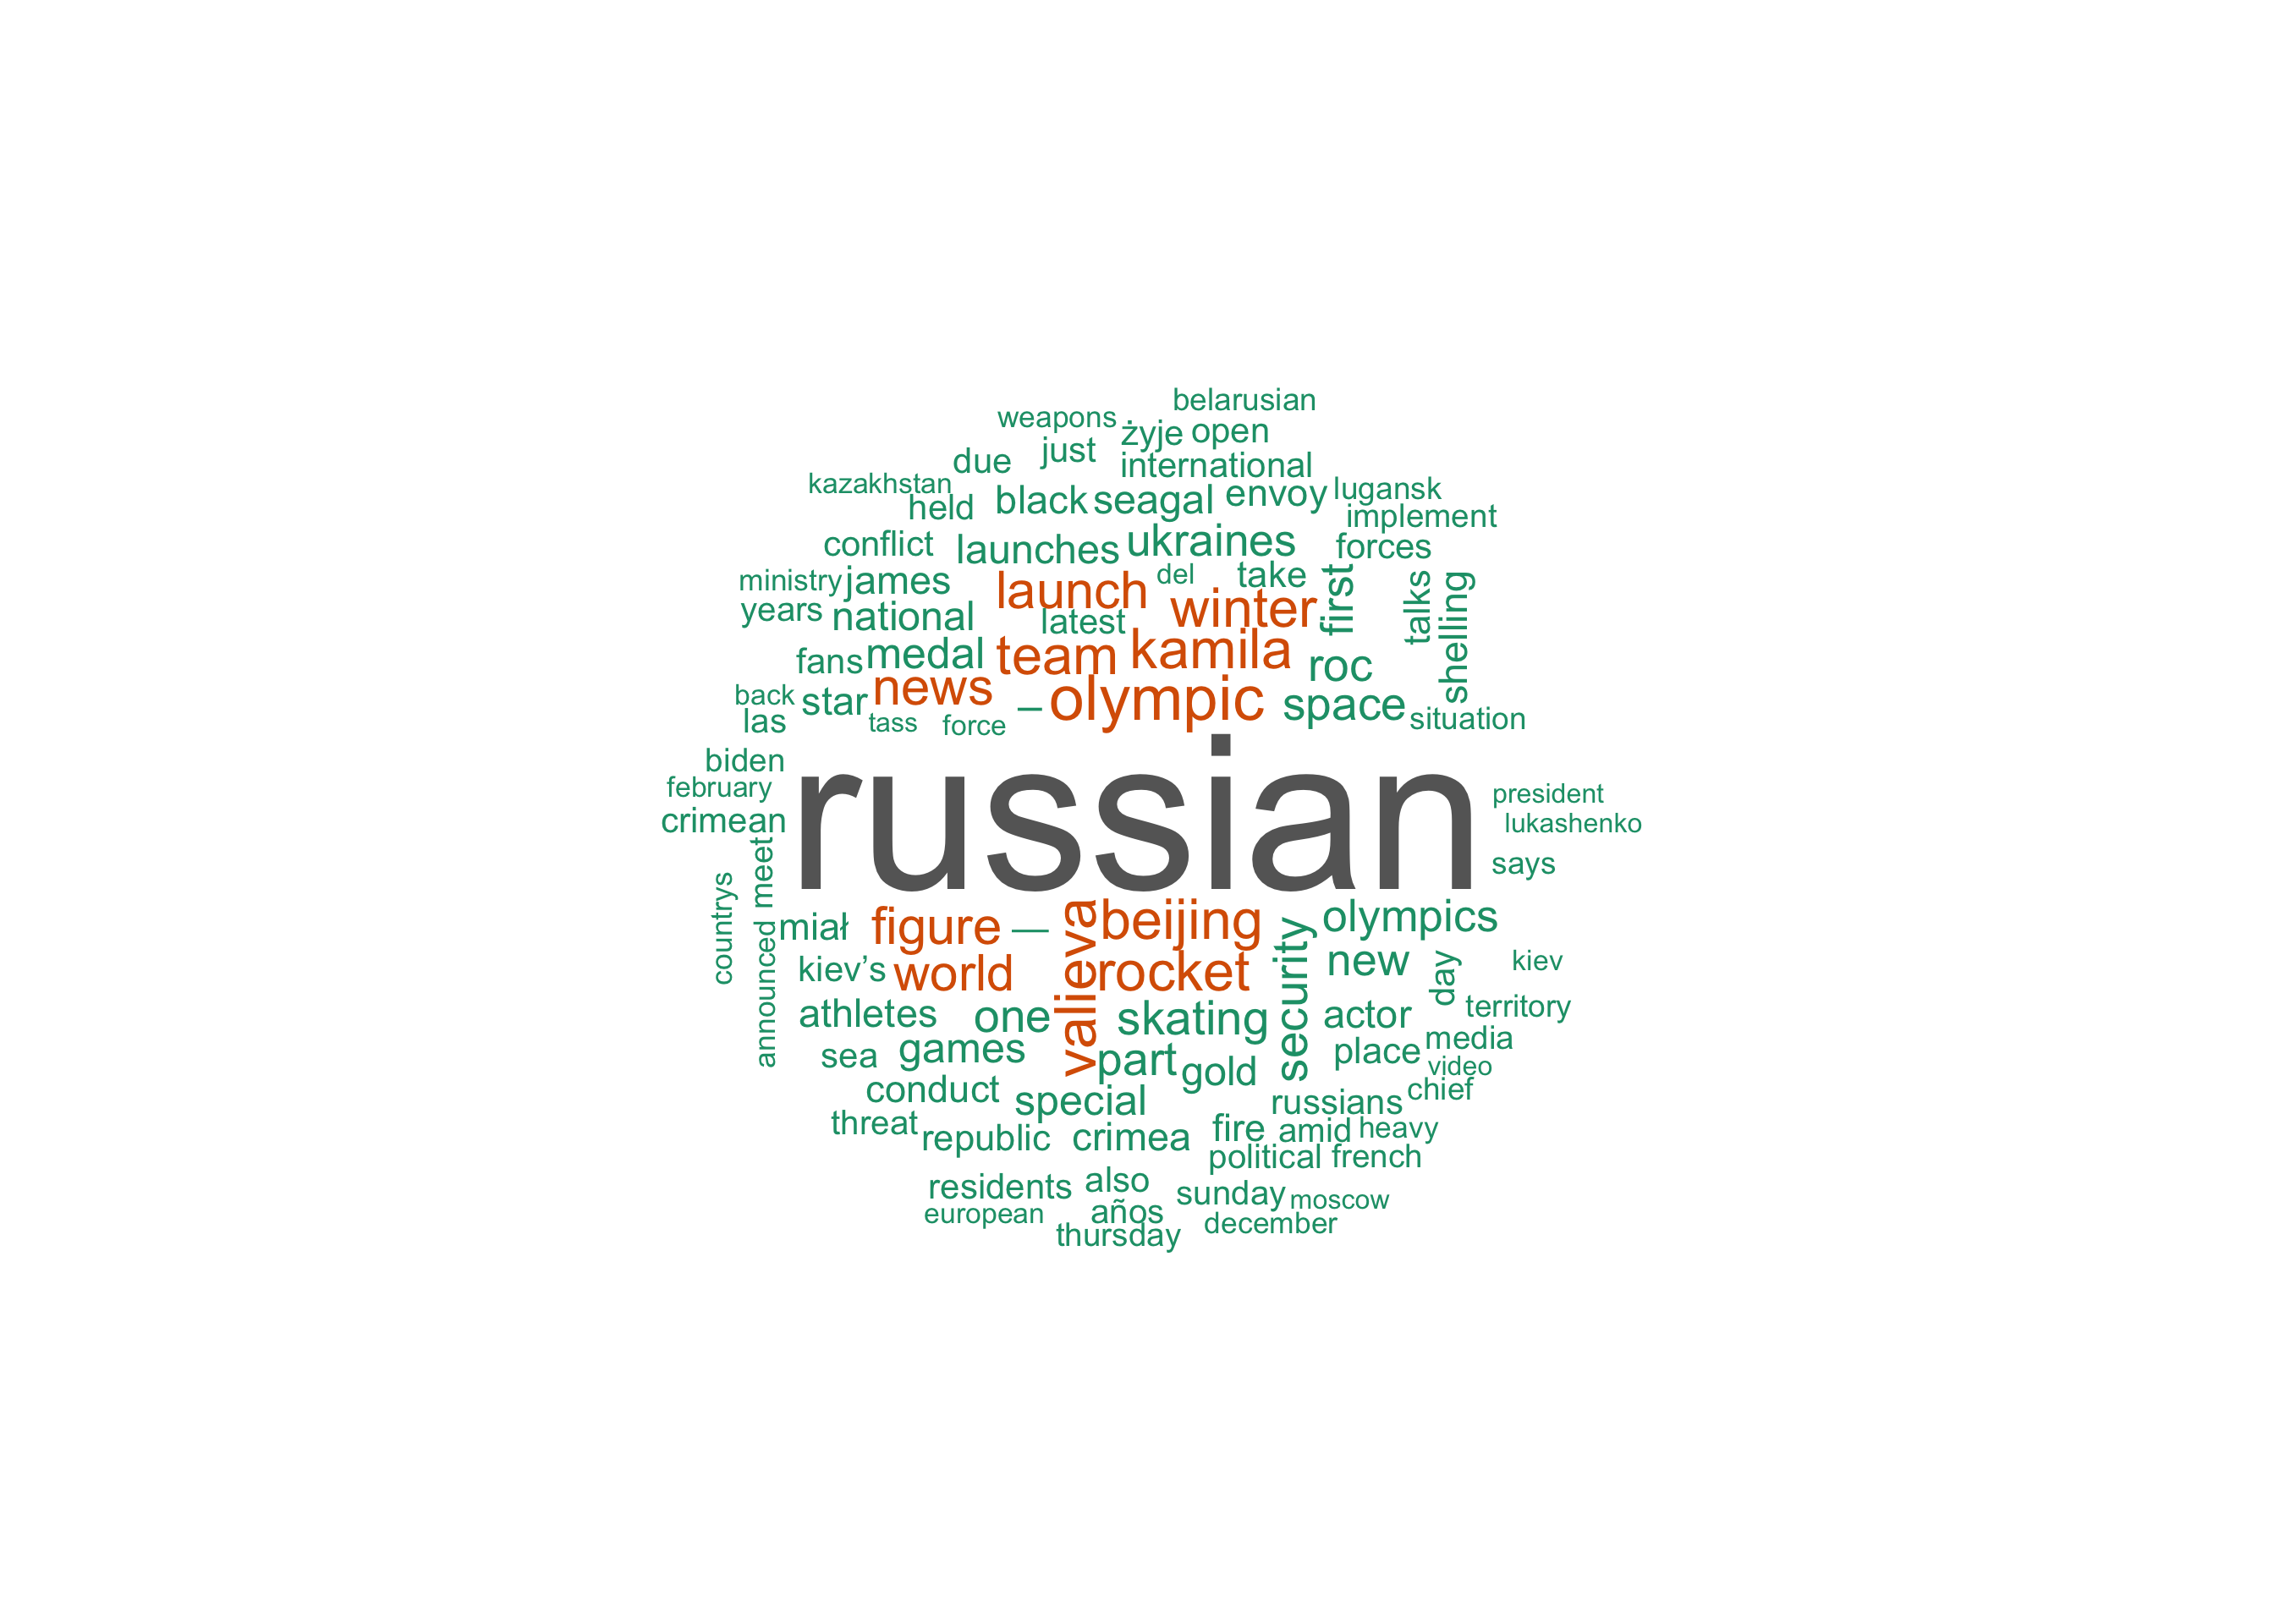 belarusian
weapons
żyje open
due just
international
kazakhstan
held black seagal envoy lugansk
implement
conflict launches ukraines forces
ministry james launch del take first talks shelling
years national latest winter
fans medal team kamila roc
back star news – olympic space situation
las tass force
biden
russian
february president
crimean lukashenko
says
countrys meet
announced miał figure — valieva beijing security olympics
kiev’s world rocket new day kiev
athletes one skating actor territory
sea games part gold place media
video
conduct special russians chief
threat republic crimea fire amid heavy
political french
residents also sunday moscow
european años december
thursday